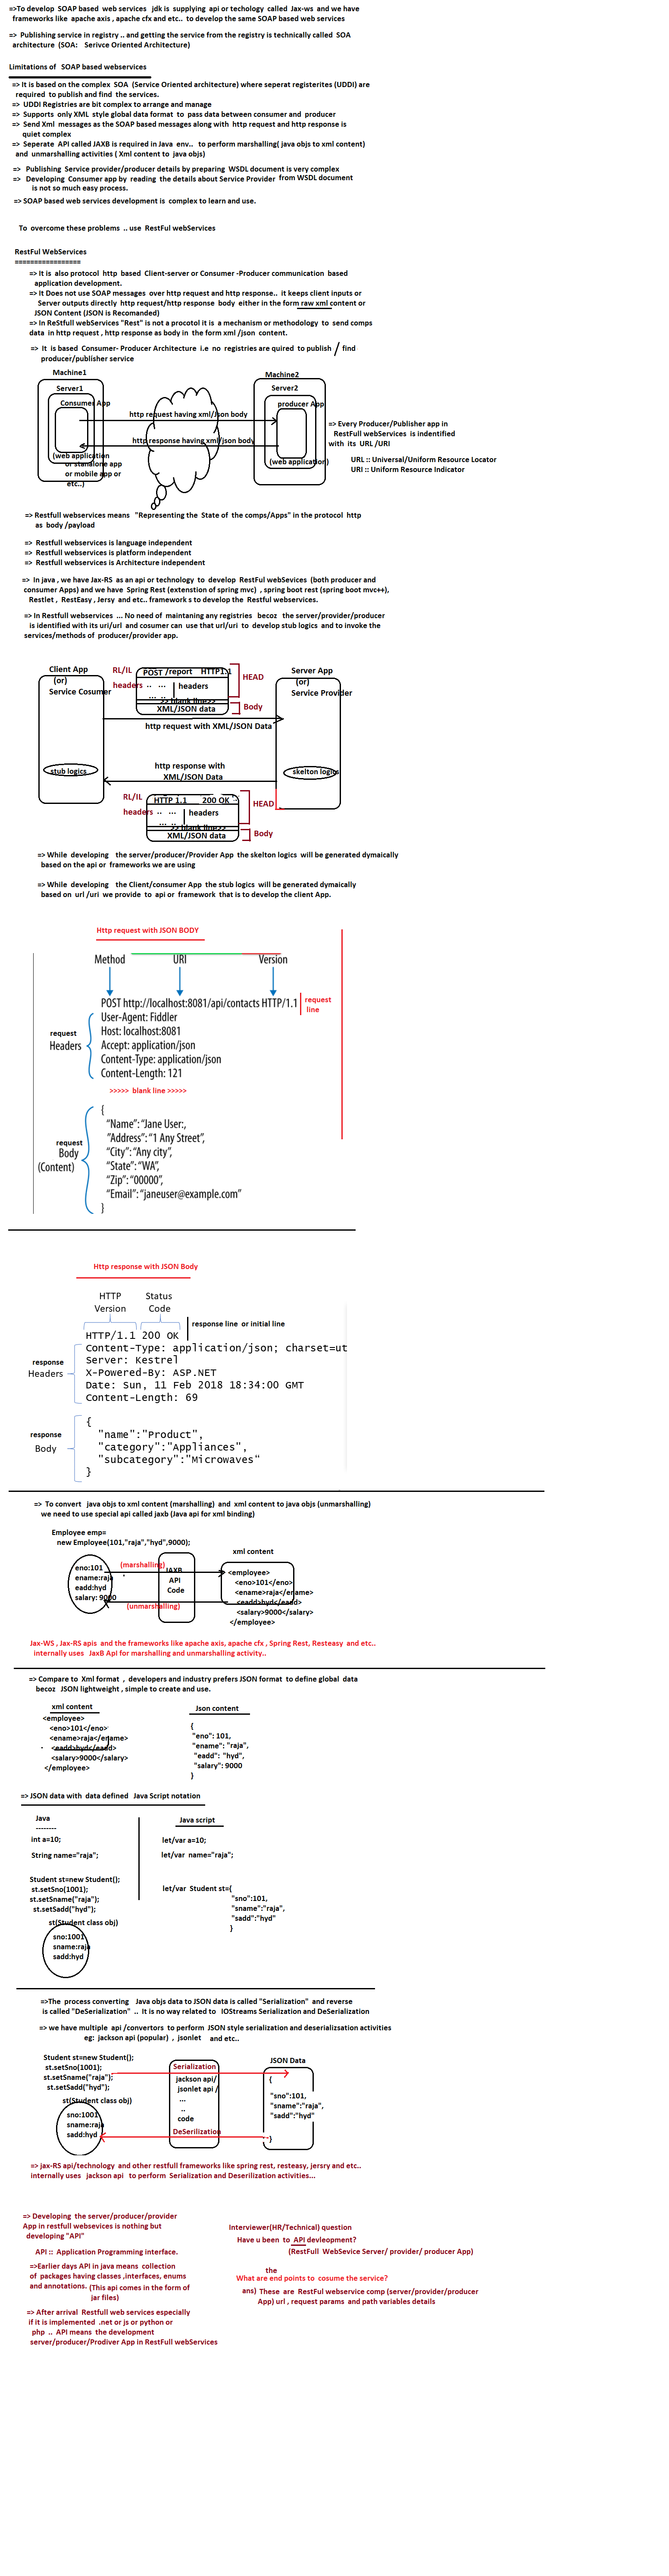 =>To develop  SOAP based  web services  jdk is  supplying  api or techology  called  Jax-ws  and we have
frameworks like  apache axis , apache cfx and etc..  to develop the same SOAP based web services
=>  Publishing service in registry .. and getting the service from the registry is technically called  SOA
architecture  (SOA:    Serivce Oriented Architecture)
Limitations of   SOAP based webservices
=> It is based on the complex  SOA  (Service Oriented architecture) where seperat registerites (UDDI) are
required  to publish and find  the services.
=>  UDDI Registries are bit complex to arrange and manage
=>  Supports  only XML  style global data format  to  pass data between consumer and  producer
=>  Send Xml  messages as the SOAP based messages along with  http request and http response is
quiet complex
=>  Seperate  API called JAXB is required in Java  env..   to perform marshalling( java objs to xml content)
and  unmarshalling activities ( Xml content to  java objs)
=>   Publishing  Service provider/producer details by preparing  WSDL document is very complex
=>   Developing  Consumer app by  reading  the details about Service Provider  from WSDL document
is not so much easy process.
=> SOAP based web services development is  complex to learn and use.
To  overcome these problems  .. use  RestFul webServices
RestFul WebServices
=================
=> It is  also protocol  http  based  Client-server or Consumer -Producer communication  based
application development.
=> It Does not use SOAP messages  over http request and http response..  it keeps client inputs or
Server outputs directly  http request/http response  body  either in the form raw xml content or
JSON Content (JSON is Recomanded)
=> In ReStfull webServices "Rest" is not a procotol it is  a mechanism or methodology  to  send comps
data  in http request , http response as body in  the form xml /json  content.
=>  It  is based  Consumer- Producer Architecture  i.e  no  registries are quired to publish  /  find
producer/publisher service
Machine1
Machine2
Server1
Server2
Consumer App
producer App
http request having xml/Json body
=> Every Producer/Publisher app in
RestFull webServices  is indentified
with  its  URL /URI
http response having xml/json body
(web application
or standalone app
or mobile app or
etc..)
(web application)
URL :: Universal/Uniform Resource Locator
URI :: Uniform Resource Indicator
=> Restfull webservices means   "Representing the  State of  the comps/Apps" in the protocol  http
as  body /payload
=>  Restfull webservices is language independent
=>  Restfull webservices is platform independent
=>  Restfull webservices is Architecture independent
=>  In java , we have Jax-RS  as an api or technology  to  develop  RestFul webSevices  (both producer and
consumer Apps) and we have  Spring Rest (extenstion of spring mvc)  , spring boot rest (spring boot mvc++),
Restlet ,  RestEasy , Jersy  and etc.. framework s to develop the  Restful webservices.
=> In Restfull webservices  ... No need of  maintaning any registries   becoz   the server/provider/producer
is identified with its uri/url  and cosumer can  use that url/uri  to  develop stub logics  and to invoke the
services/methods of  producer/provider app.
Client App
(or)
Service Cosumer
RL/IL
POST /report    HTTP1.1
HEAD
headers  ..   ...    headers
...  ..
>> blank line>>
XML/JSON data
Body
Server App
(or)
Service Provider
http request with XML/JSON Data
http response with
XML/JSON Data
stub logics
skelton logics
RL/IL
HTTP 1.1      200 OK
HEAD
headers  ..   ...    headers
...  ..
>> blank line>>
XML/JSON data
Body
=> While  developing   the server/producer/Provider App  the skelton logics  will be generated dymaically
based on the api or  frameworks we are using
=> While  developing   the Client/consumer App  the stub logics  will be generated dymaically
based on  url /uri  we provide  to  api or  framework  that is to develop the client App.
Http request with JSON BODY
Method    URI    Version
POST http://localhost:8081/api/contacts HTTP/1.1
request
line
User-Agent: Fiddler
Host: localhost:8081
Accept: application/json
Content-Type: application/json
Content-Length: 121
request
Headers
>>>>>  blank line >>>>>
{
"Name":"Jane User:,
"Address":"1 Any Street",
"City":"Any city",
"State":"WA",
"Zip":"00000",
"Email":"janeuser@example.com"
}
request
Body
(Content)
Http response with JSON Body
HTTP
Version
Status
Code
response line  or initial line
HTTP/1.1 200 OK
Content-Type: application/json; charset=ut
Server: Kestrel
X-Powered-By: ASP.NET
Date: Sun, 11 Feb 2018 18:34:00 GMT
Content-Length: 69
response
Headers
{
"name":"Product",
"category":"Appliances",
"subcategory":"Microwaves"
}
response
Body
=>  To convert   java objs to xml content (marshalling)  and  xml content to java objs (unmarshalling)
we need to use special api called jaxb (Java api for xml binding)
Employee emp=
new Employee(101,"raja","hyd",9000);
xml content
eno:101
ename:raja
eadd:hyd
salary: 9000
(marshalling)
JAXB
API
Code
(unmarshalling)
<employee>
<eno>101</eno>
<ename>raja</ename>
<eadd>hyd</eadd>
<salary>9000</salary>
</employee>
Jax-WS , Jax-RS apis  and the frameworks like apache axis, apache cfx , Spring Rest, Resteasy  and etc..
internally uses   JaxB ApI for marshalling and unmarshalling activity..
=> Compare to  Xml format  ,  developers and industry prefers JSON format  to define global  data
becoz  JSON lightweight , simple to create and use.
xml content
<employee>
<eno>101</eno>
<ename>raja</ename>
<eadd>hyd</eadd>
<salary>9000</salary>
</employee>
Json content
{
"eno": 101,
"ename": "raja",
"eadd": "hyd",
"salary": 9000
}
=> JSON data with  data defined   Java Script notation
Java
--------
int a=10;
String name="raja";
Student st=new Student();
st.setSno(1001);
st.setSname("raja");
st.setSadd("hyd");
st(Student class obj)
sno:1001
sname:raja
sadd:hyd
Java script
let/var a=10;
let/var  name="raja";
let/var  Student st={
"sno":101,
"sname":"raja",
"sadd":"hyd"
}
=>The  process converting   Java objs data to JSON data is called "Serialization"  and reverse
is called "DeSerialization"  ..  It is no way related to   IOStreams Serialization and DeSerialization
=> we have multiple  api /convertors  to perform  JSON style serialization and deserializsation activities
eg:  jackson api (popular)  ,  jsonlet    and etc..
Student st=new Student();
st.setSno(1001);
st.setSname("raja");
st.setSadd("hyd");
st(Student class obj)
sno:1001
sname:raja
sadd:hyd
Serialization
jackson api/
jsonlet api /
...
..
code
DeSerilization
JSON Data
{
"sno":101,
"sname":"raja",
"sadd":"hyd"
}
=> jax-RS api/technology  and other restfull frameworks like spring rest, resteasy, jersry and etc..
internally uses   jackson api   to perform  Serialization and Deserilization activities...
=> Developing  the server/producer/provider
App in restfull websevices is nothing but
developing "API"
API ::  Application Programming interface.
=>Earlier days API in java means  collection
of  packages having classes ,interfaces, enums
and annotations.  (This api comes in the form of
jar files)
=> After arrival  Restfull web services especially
if it is implemented  .net or js or python or
php  ..  API means  the development
server/producer/Prodiver App in RestFull webServices
Interviewer(HR/Technical) question
Have u been  to  API devleopment?
(RestFull  WebSevice Server/ provider/ producer App)
the
What are end points to  cosume the service?
ans)  These  are  RestFul webservice comp (server/provider/producer
App) url , request params   and path variables details